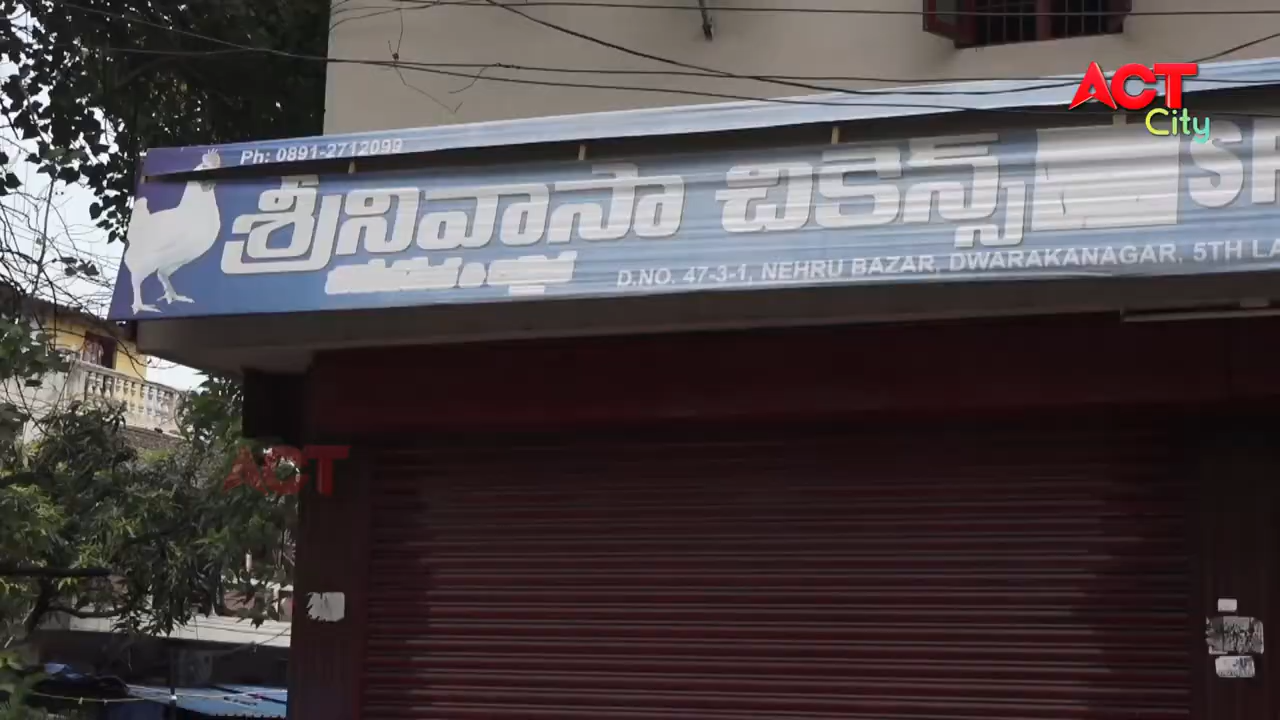 ACT
City
Ph: 0891-2712099
శ్రీనివాసా చికెన్స్
D.NO. 47-3-1, NEHRU BAZAR, DWARAKANAGAR, 5TH LA
ACT